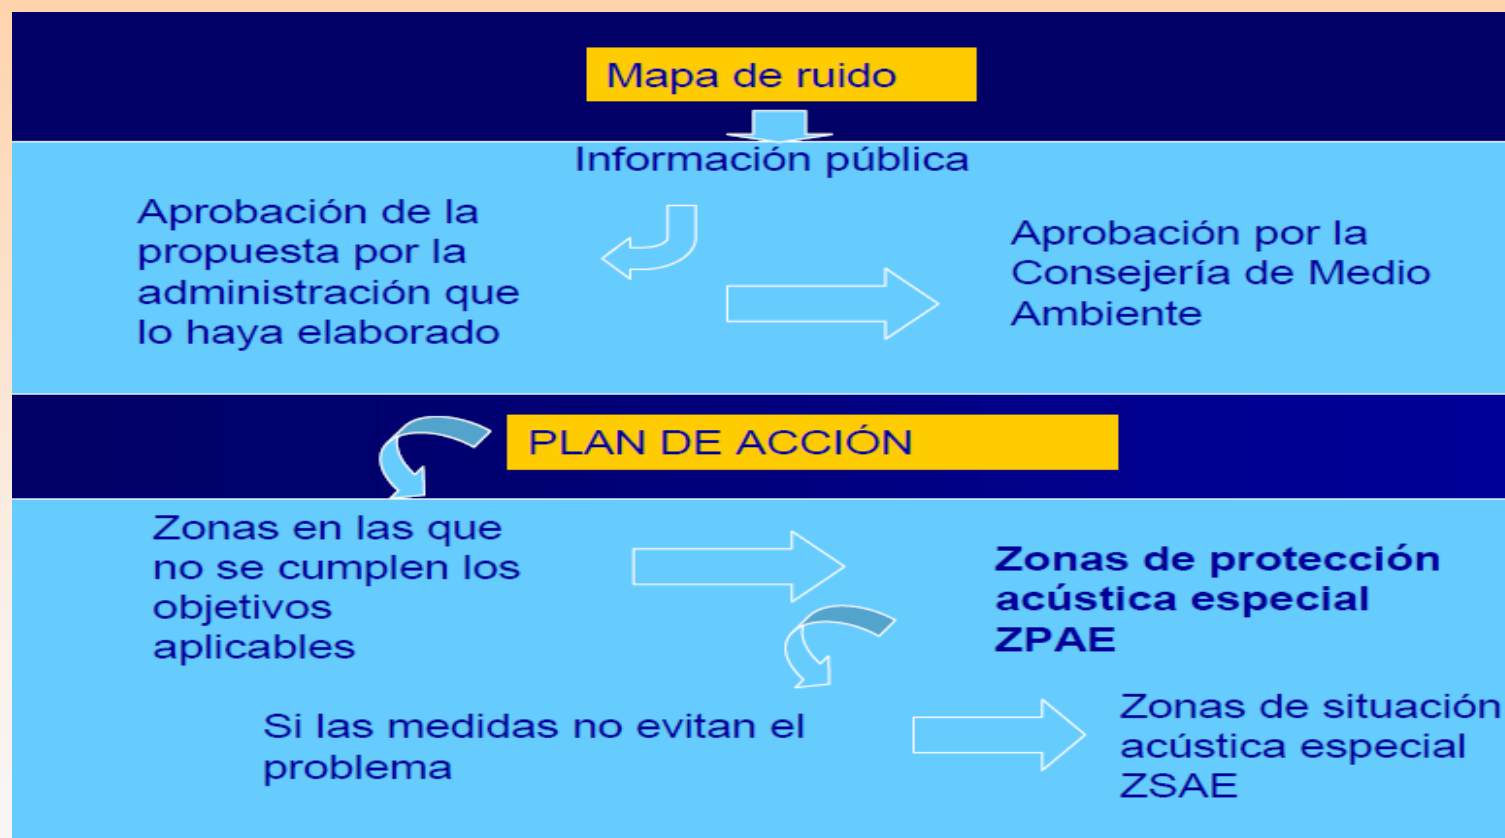 Mapa de ruido
Información pública
Aprobación de la
propuesta por la
administración que
lo haya elaborado
Aprobación por la
Consejería de Medio
Ambiente
PLAN DE ACCIÓN
Zonas en las que
no se cumplen los
objetivos
aplicables
Zonas de protección
acústica especial
ZPAE
Si las medidas no evitan el
problema
Zonas de situación
acústica especial
ZSAE